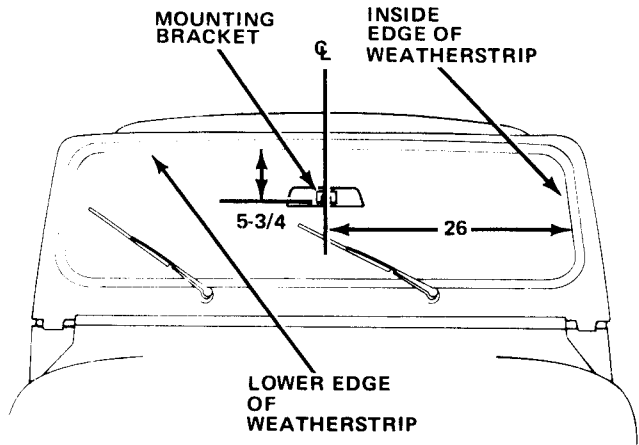 MOUNTING
BRACKET
℄
INSIDE
EDGE OF
WEATHERSTRIP
5-3/4
26
LOWER EDGE
OF
WEATHERSTRIP